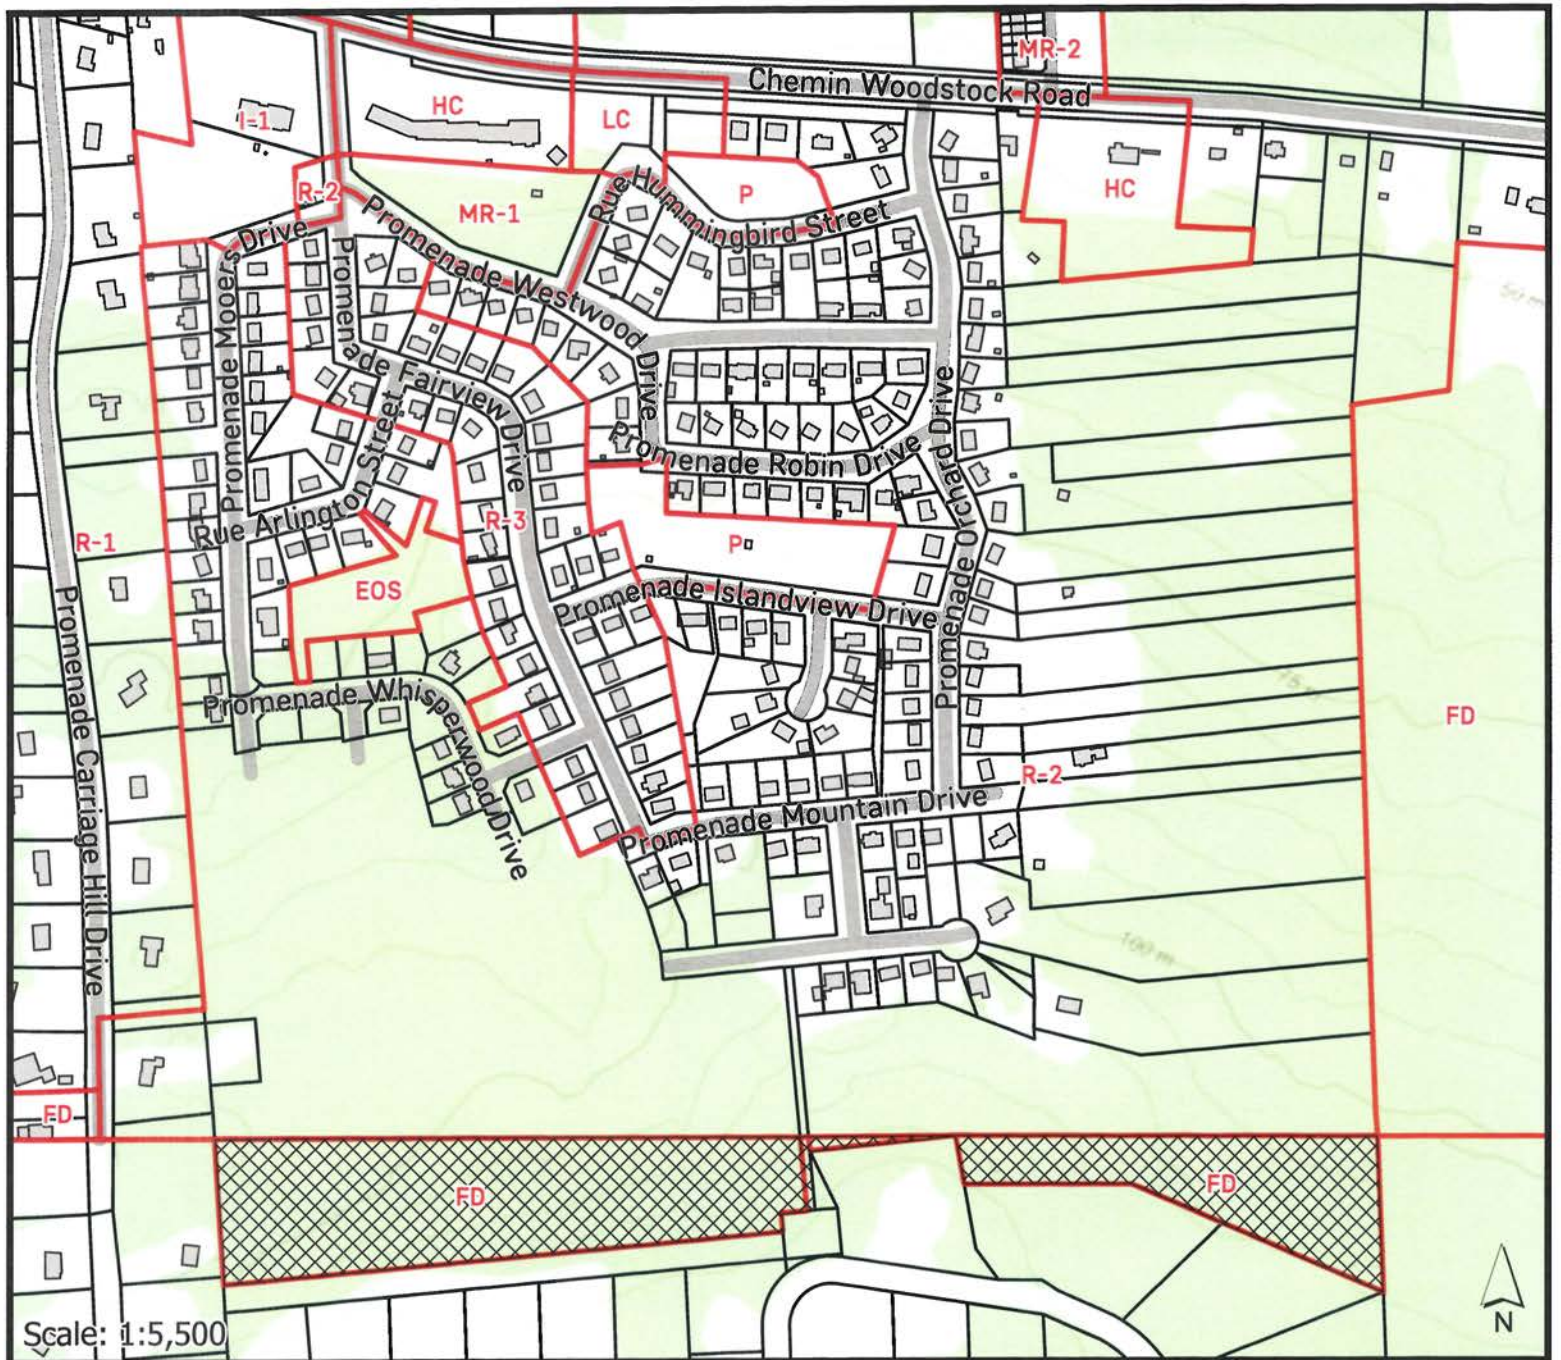 MR-2
Chemin Woodstock Road
HC
I-1
LC
HC
R-2
P
MR-1
Rue Hummingbird Street
Promenade Westwood Drive
Promenade Mooers Drive
Promenade Fairview Drive
50 m
Promenade Robin Drive
Promenade Orchard Drive
Rue Arlington Street
R-3
R-1
P
EOS
Promenade Islandview Drive
Promenade Carriage Hill Drive
Promenade Whisperwood Drive
75 m
FD
R-2
Promenade Mountain Drive
100 m
FD
FD
FD
Scale: 1:5,500
N